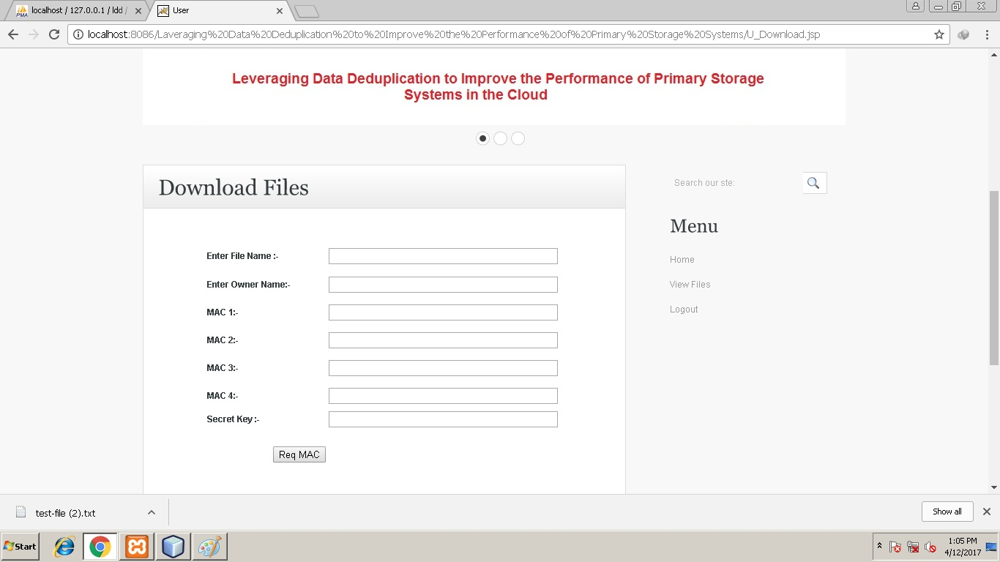 localhost / 127.0.0.1 / ldd /
User
localhost:8086/Laveraging%20Data%20Deduplication%20to%20Improve%20the%20Performance%20of%20Primary%20Storage%20Systems/U_Download.jsp
Leveraging Data Deduplication to Improve the Performance of Primary Storage
Systems in the Cloud
Download Files
Enter File Name :-
Enter Owner Name:-
MAC 1:-
MAC 2:-
MAC 3:-
MAC 4:-
Secret Key :-
Req MAC
Search our ste:
Menu
Home
View Files
Logout
test-file (2).txt
Show all
Start
1:05 PM
4/12/2017
PMA